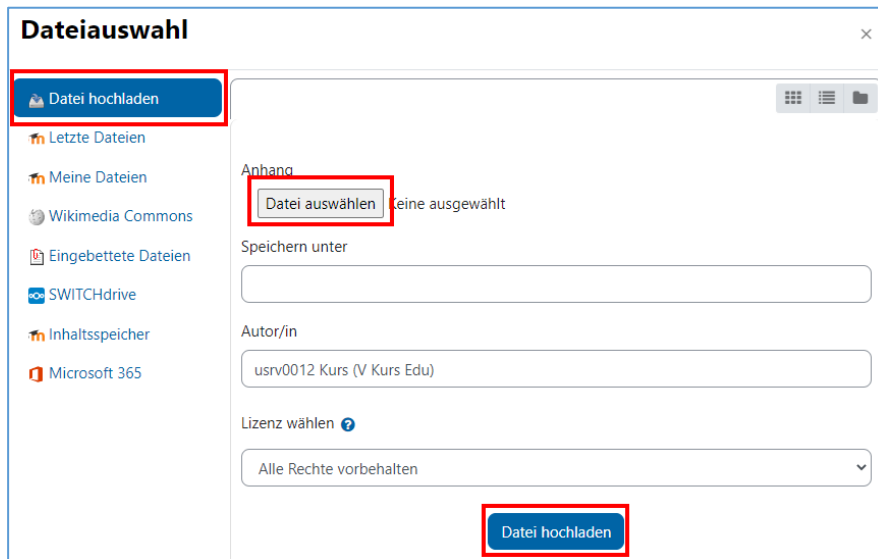 Dateiauswahl
×
Datei hochladen
Letzte Dateien
Meine Dateien
Wikimedia Commons
Eingebettete Dateien
SWITCHdrive
Inhaltsspeicher
Microsoft 365
Anhang
Datei auswählen Keine ausgewählt
Speichern unter
Autor/in
usrv0012 Kurs (V Kurs Edu)
Lizenz wählen
Alle Rechte vorbehalten
Datei hochladen